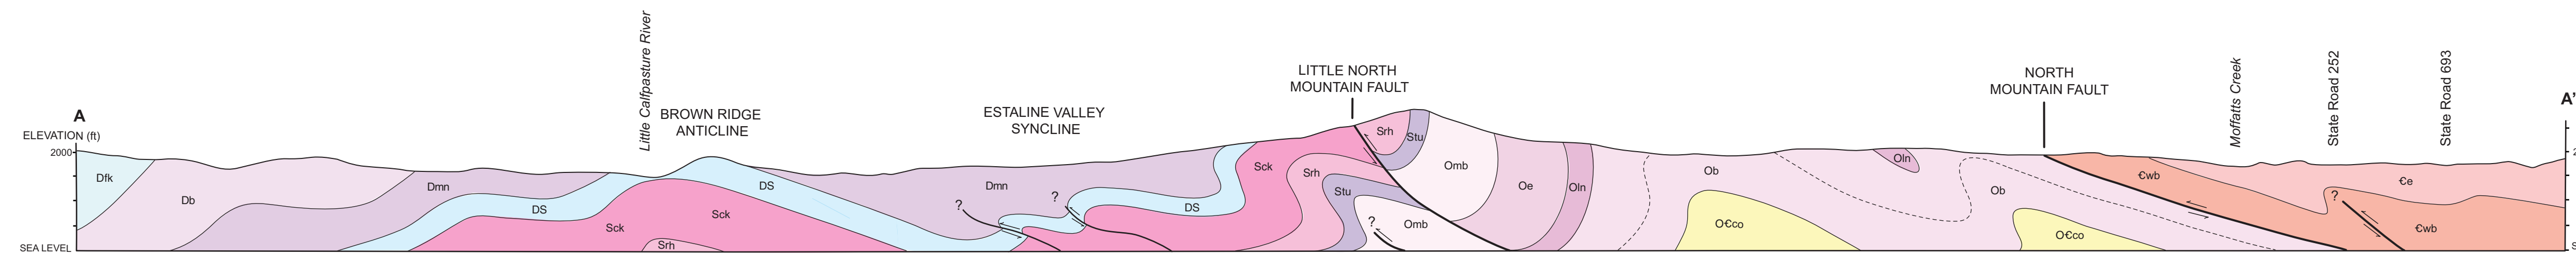 A
ELEVATION (ft)
2000
SEA LEVEL
Little Calfpasture River
BROWN RIDGE
ANTICLINE
ESTALINE VALLEY
SYNCLINE
LITTLE NORTH
MOUNTAIN FAULT
NORTH
MOUNTAIN FAULT
Moffatts Creek
State Road 252
State Road 693
A'
2
S
Dfk
Db
Dmn
DS
Sck
Srh
Sck
DS
Dmn
?
?
DS
Sck
Srh
Stu
?
Omb
Srh
Stu
Omb
Oe
Oln
Ob
O€co
Oln
Ob
O€co
€wb
?
€e
€wb